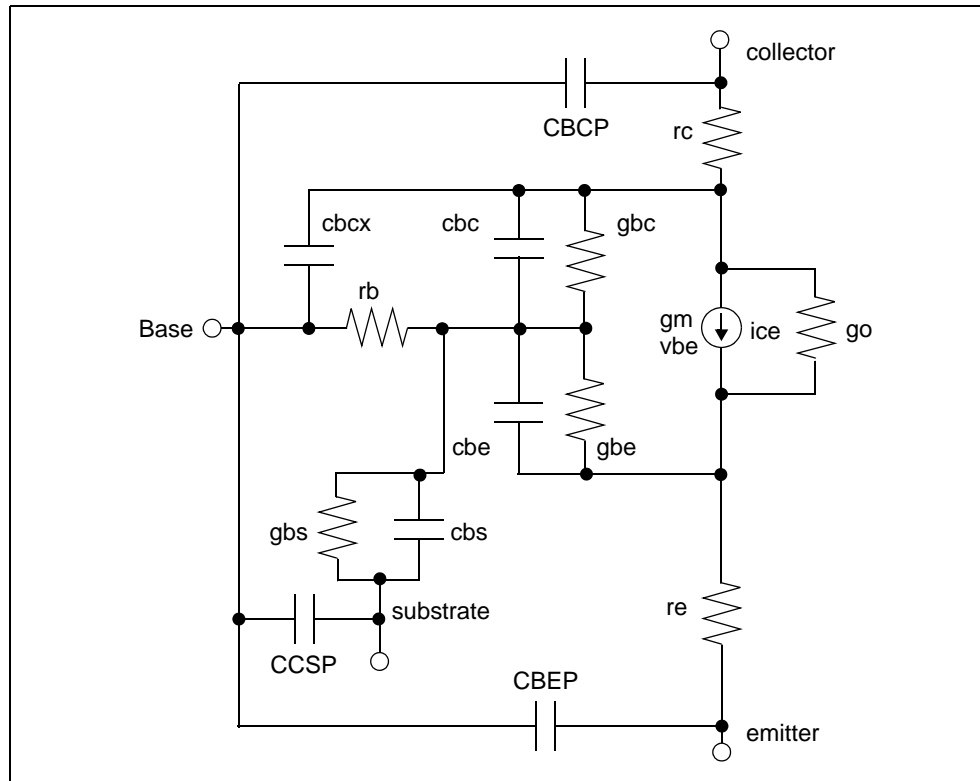 collector
CBCP
rc
cbcx
cbc
gbc
rb
Base
gm
vbe
ice
go
cbe
gbe
gbs
cbs
substrate
re
CCSP
CBEP
emitter